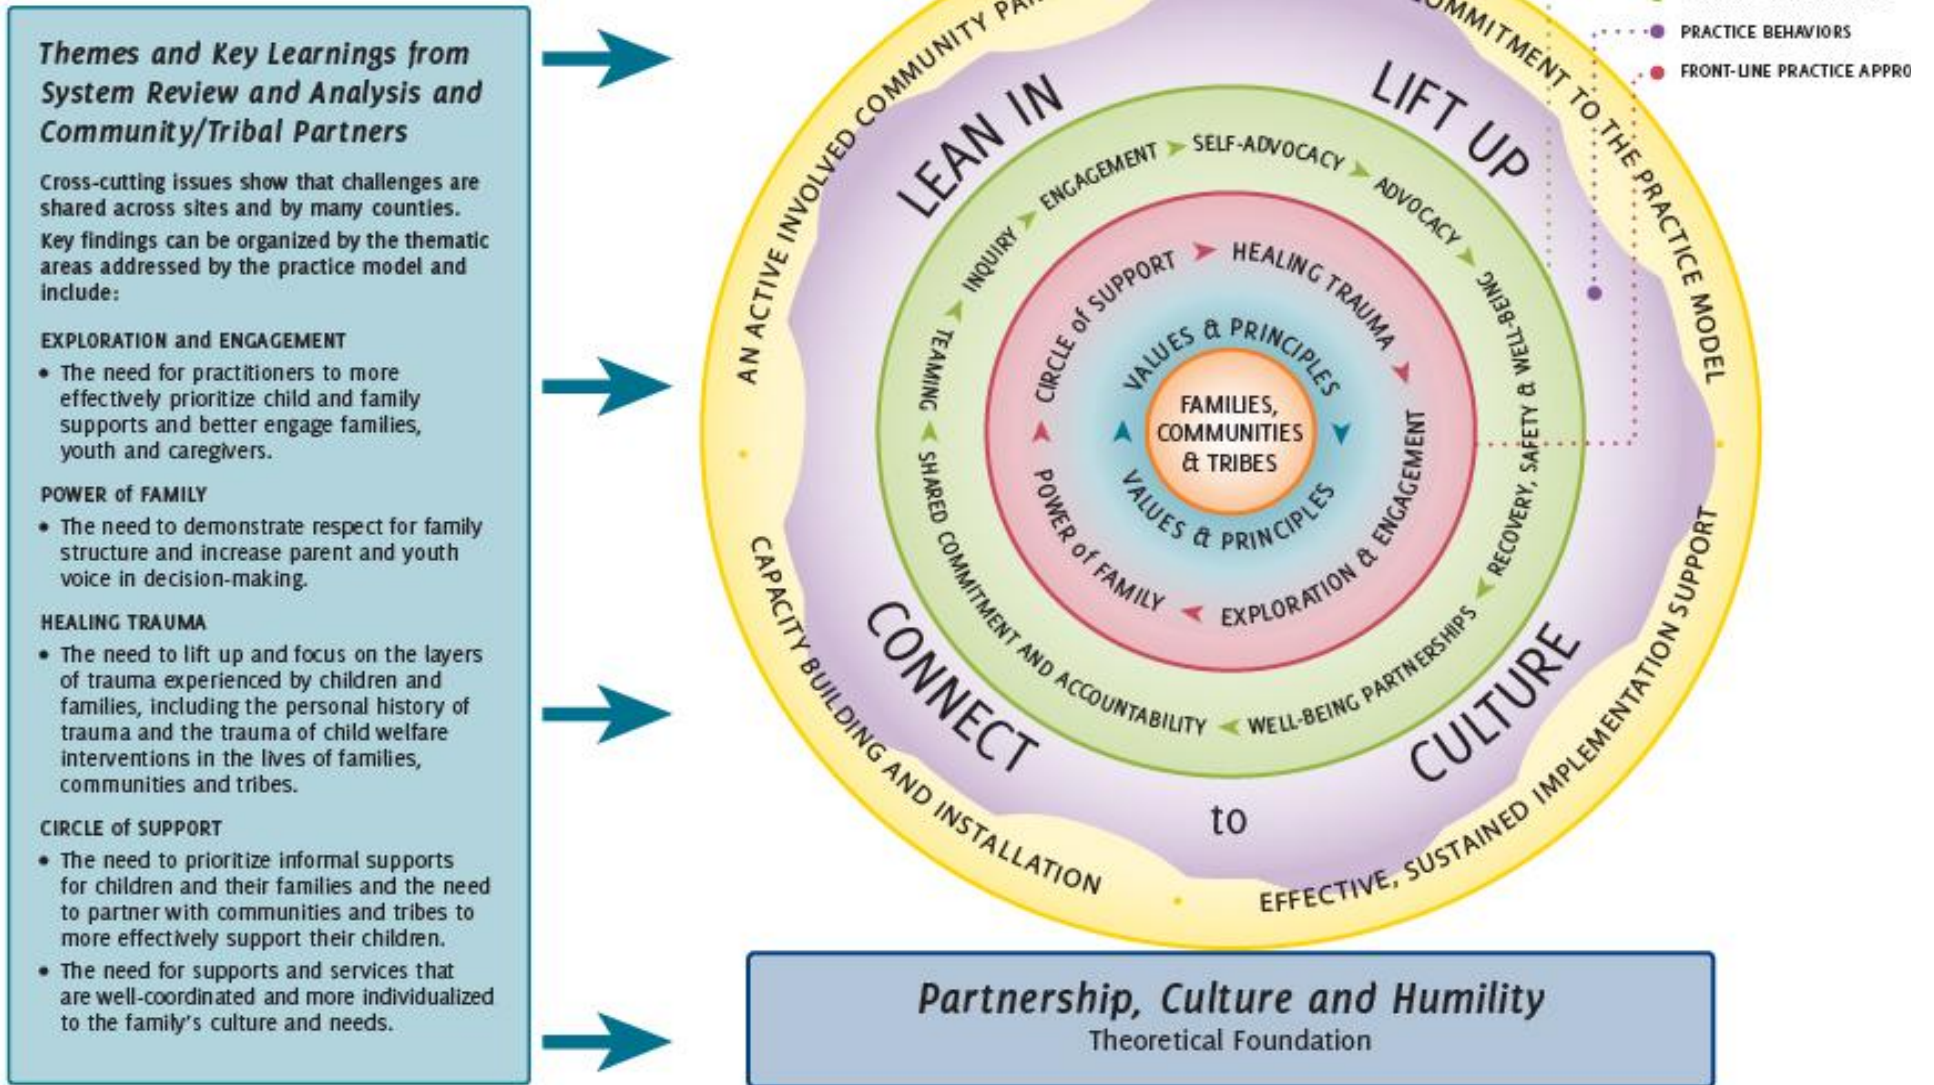 Themes and Key Learnings from
System Review and Analysis and
Community/Tribal Partners
Cross-cutting issues show that challenges are
shared across sites and by many counties.
Key findings can be organized by the thematic
areas addressed by the practice model and
include:
EXPLORATION and ENGAGEMENT
• The need for practitioners to more
effectively prioritize child and family
supports and better engage families,
youth and caregivers.
POWER of FAMILY
• The need to demonstrate respect for family
structure and increase parent and youth
voice in decision-making.
HEALING TRAUMA
• The need to lift up and focus on the layers
of trauma experienced by children and
families, including the personal history of
trauma and the trauma of child welfare
interventions in the lives of families,
communities and tribes.
CIRCLE of SUPPORT
• The need to prioritize informal supports
for children and their families and the need
to partner with communities and tribes to
more effectively support their children.
• The need for supports and services that
are well-coordinated and more individualized
to the family's culture and needs.
PRACTICE BEHAVIORS
FRONT-LINE PRACTICE APPRO
AN ACTIVE INVOLVED COMMUNITY
COMMITMENT TO THE PRACTICE MODEL
EFFECTIVE, SUSTAINED IMPLEMENTATION SUPPORT
CAPACITY BUILDING AND INSTALLATION
LEAN IN
LIFT UP
CONNECT
to
CULTURE
INQUIRY
ENGAGEMENT
SELF-ADVOCACY
ADVOCACY
RECOVERY, SAFETY & WELL-BEING
WELL-BEING PARTNERSHIPS
SHARED COMMITMENT AND ACCOUNTABILITY
TEAMING
CIRCLE of SUPPORT
HEALING TRAUMA
EXPLORATION & ENGAGEMENT
POWER of FAMILY
VALUES & PRINCIPLES
FAMILIES,
COMMUNITIES
& TRIBES
VALUES & PRINCIPLES
Partnership, Culture and Humility
Theoretical Foundation